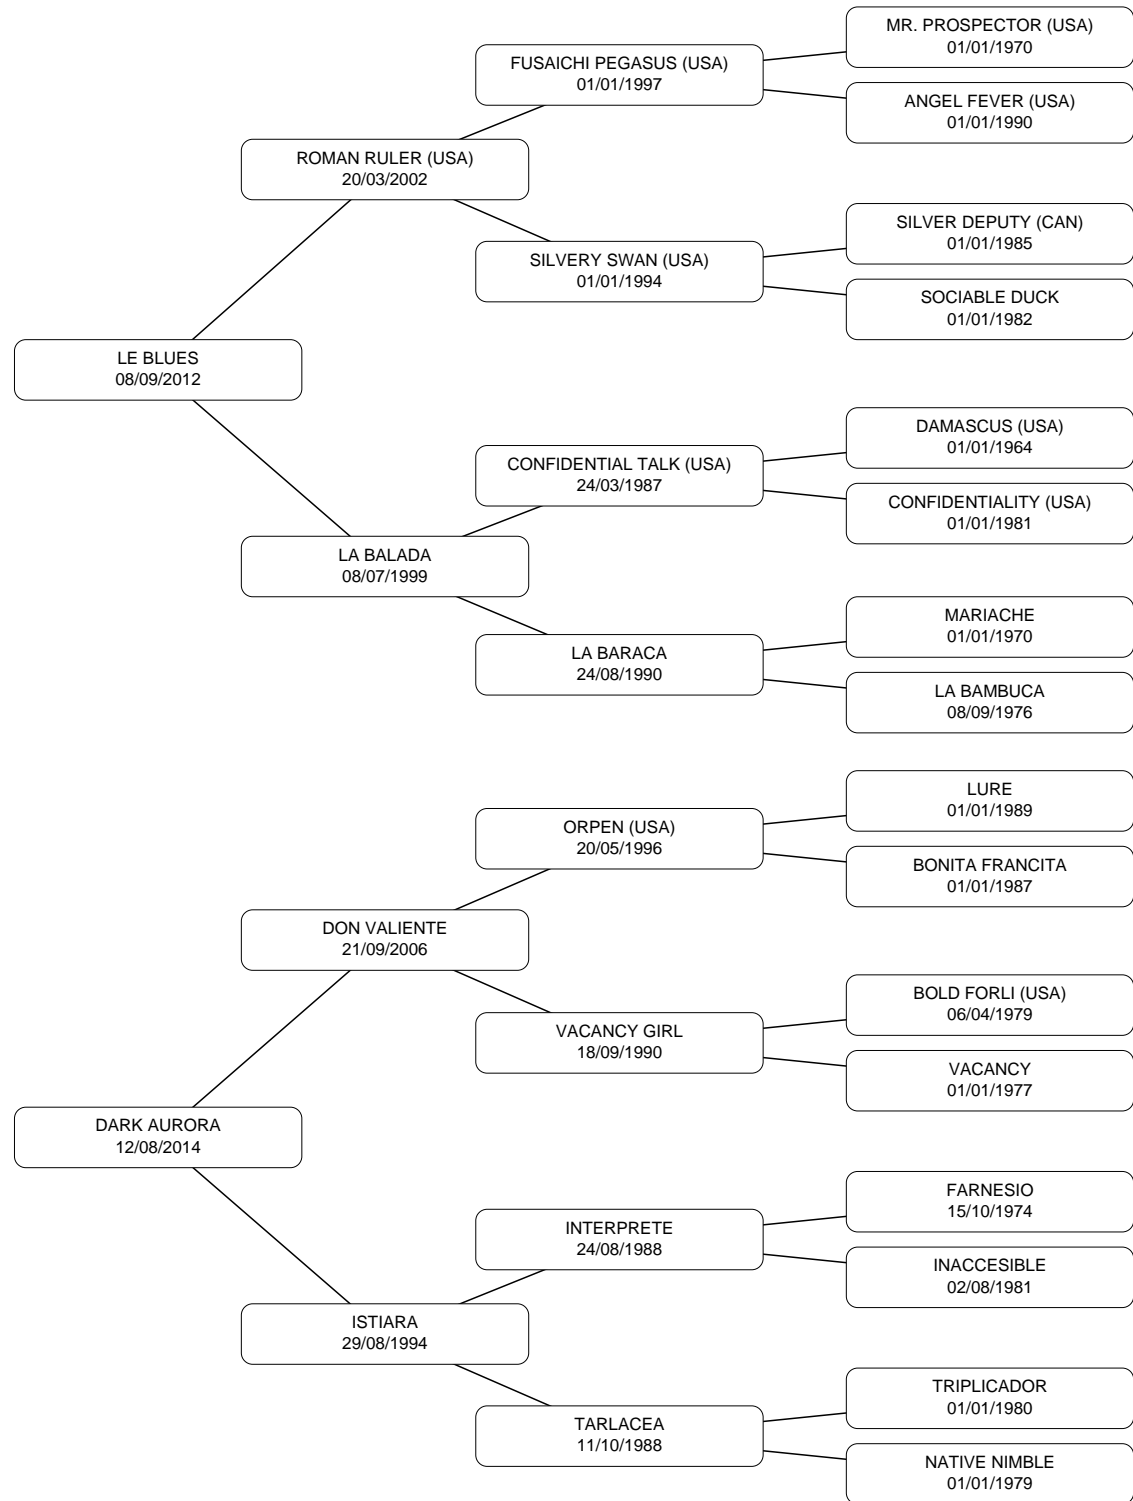 MR. PROSPECTOR (USA)
01/01/1970
FUSAICHI PEGASUS (USA)
01/01/1997
ANGEL FEVER (USA)
01/01/1990
ROMAN RULER (USA)
20/03/2002
SILVER DEPUTY (CAN)
01/01/1985
SILVERY SWAN (USA)
01/01/1994
SOCIABLE DUCK
01/01/1982
LE BLUES
08/09/2012
DAMASCUS (USA)
01/01/1964
CONFIDENTIAL TALK (USA)
24/03/1987
CONFIDENTIALITY (USA)
01/01/1981
LA BALADA
08/07/1999
MARIACHE
01/01/1970
LA BARACA
24/08/1990
LA BAMBUCA
08/09/1976
LURE
01/01/1989
ORPEN (USA)
20/05/1996
BONITA FRANCITA
01/01/1987
DON VALIENTE
21/09/2006
BOLD FORLI (USA)
06/04/1979
VACANCY GIRL
18/09/1990
VACANCY
01/01/1977
DARK AURORA
12/08/2014
FARNESIO
15/10/1974
INTERPRETE
24/08/1988
INACCESIBLE
02/08/1981
ISTIARA
29/08/1994
TRIPLICADOR
01/01/1980
TARLACEA
11/10/1988
NATIVE NIMBLE
01/01/1979